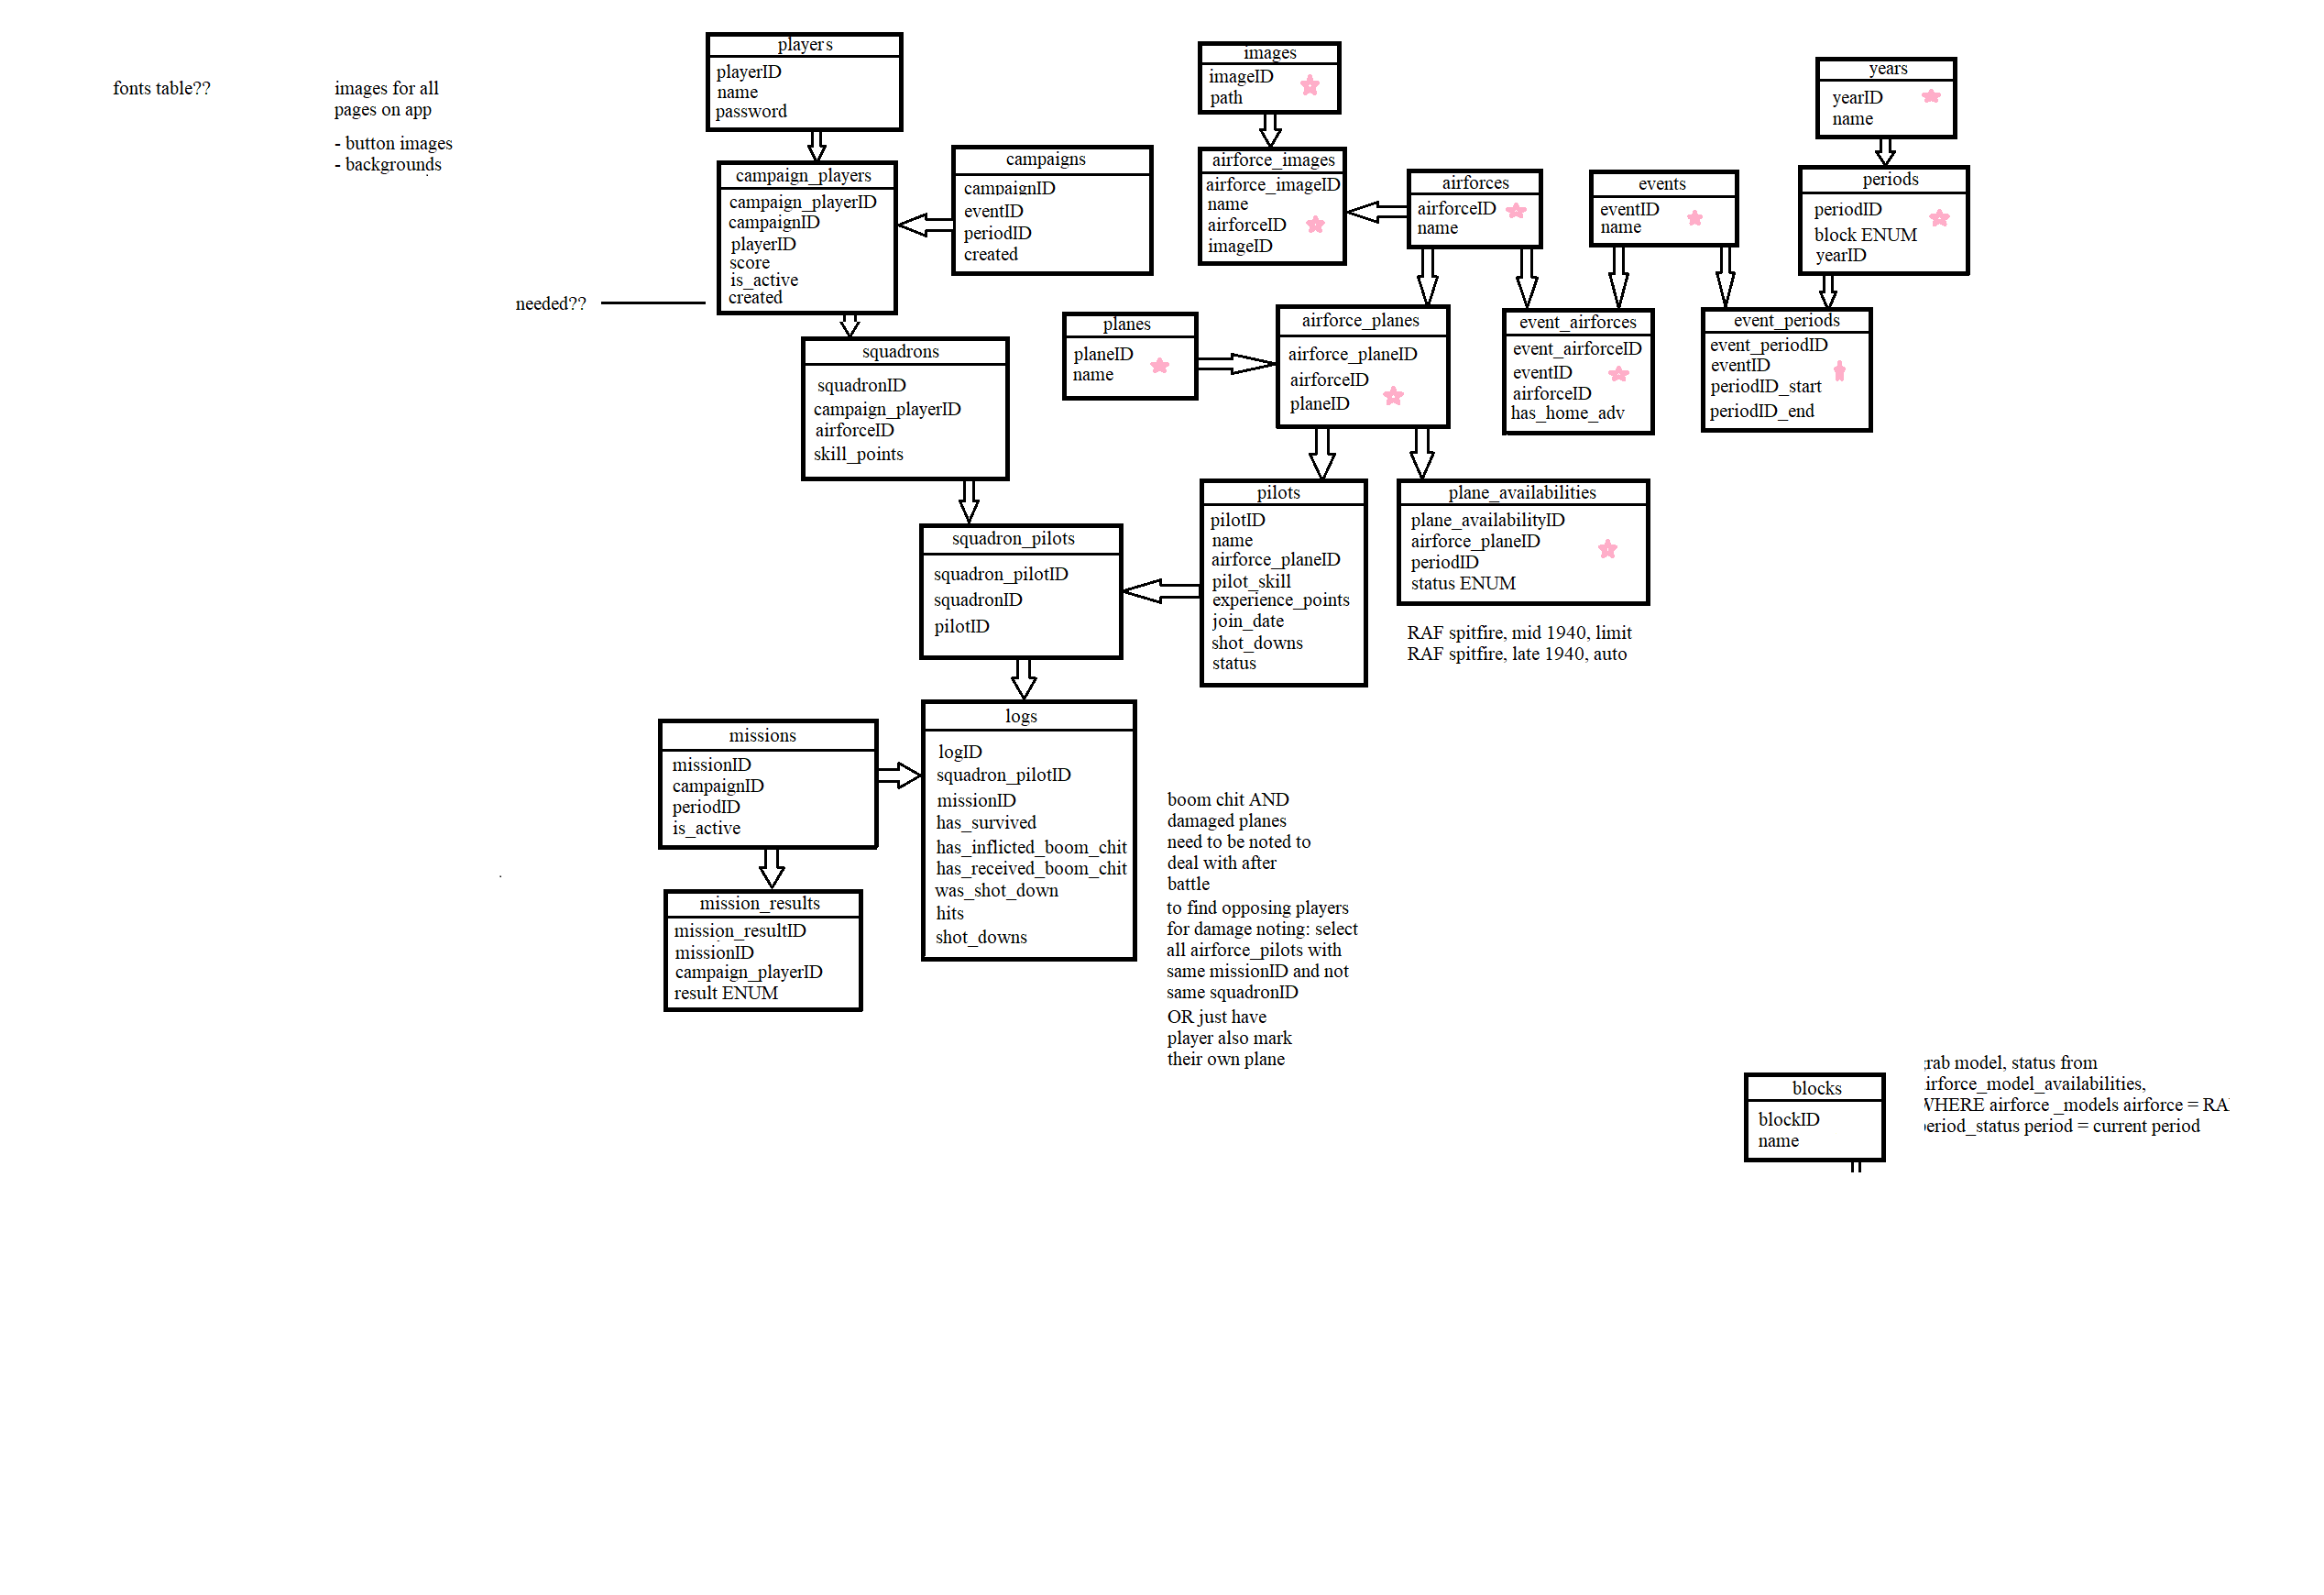 fonts table??
images for all
pages on app
- button images
- backgrounds
players
playerID
name
password
campaign_players
campaign_playerID
campaignID
playerID
score
is_active
created
needed??
campaigns
campaignID
eventID
periodID
created
squadrons
squadronID
campaign_playerID
airforceID
skill_points
squadron_pilots
squadron_pilotID
squadronID
pilotID
images
imageID
path
airforce_images
airforce_imageID
name
airforceID
imageID
airforces
airforceID
name
events
eventID
name
years
yearID
name
periods
periodID
block ENUM
yearID
planes
planeID
name
airforce_planes
airforce_planeID
airforceID
planeID
event_airforces
event_airforceID
eventID
airforceID
has_home_adv
event_periods
event_periodID
eventID
periodID_start
periodID_end
pilots
pilotID
name
airforce_planeID
pilot_skill
experience_points
join_date
shot_downs
status
plane_availabilities
plane_availabilityID
airforce_planeID
periodID
status ENUM
RAF spitfire, mid 1940, limit
RAF spitfire, late 1940, auto
missions
missionID
campaignID
periodID
is_active
logs
logID
squadron_pilotID
missionID
has_survived
has_inflicted_boom_chit
has_received_boom_chit
was_shot_down
hits
shot_downs
mission_results
mission_resultID
missionID
campaign_playerID
result ENUM
boom chit AND
damaged planes
need to be noted to
deal with after
battle
to find opposing players
for damage noting: select
all airforce_pilots with
same missionID and not
same squadronID
OR just have
player also mark
their own plane
blocks
blockID
name
model, status from
airforce_model_availabilities,
WHERE airforce _models airforce = RA
period_status period = current period